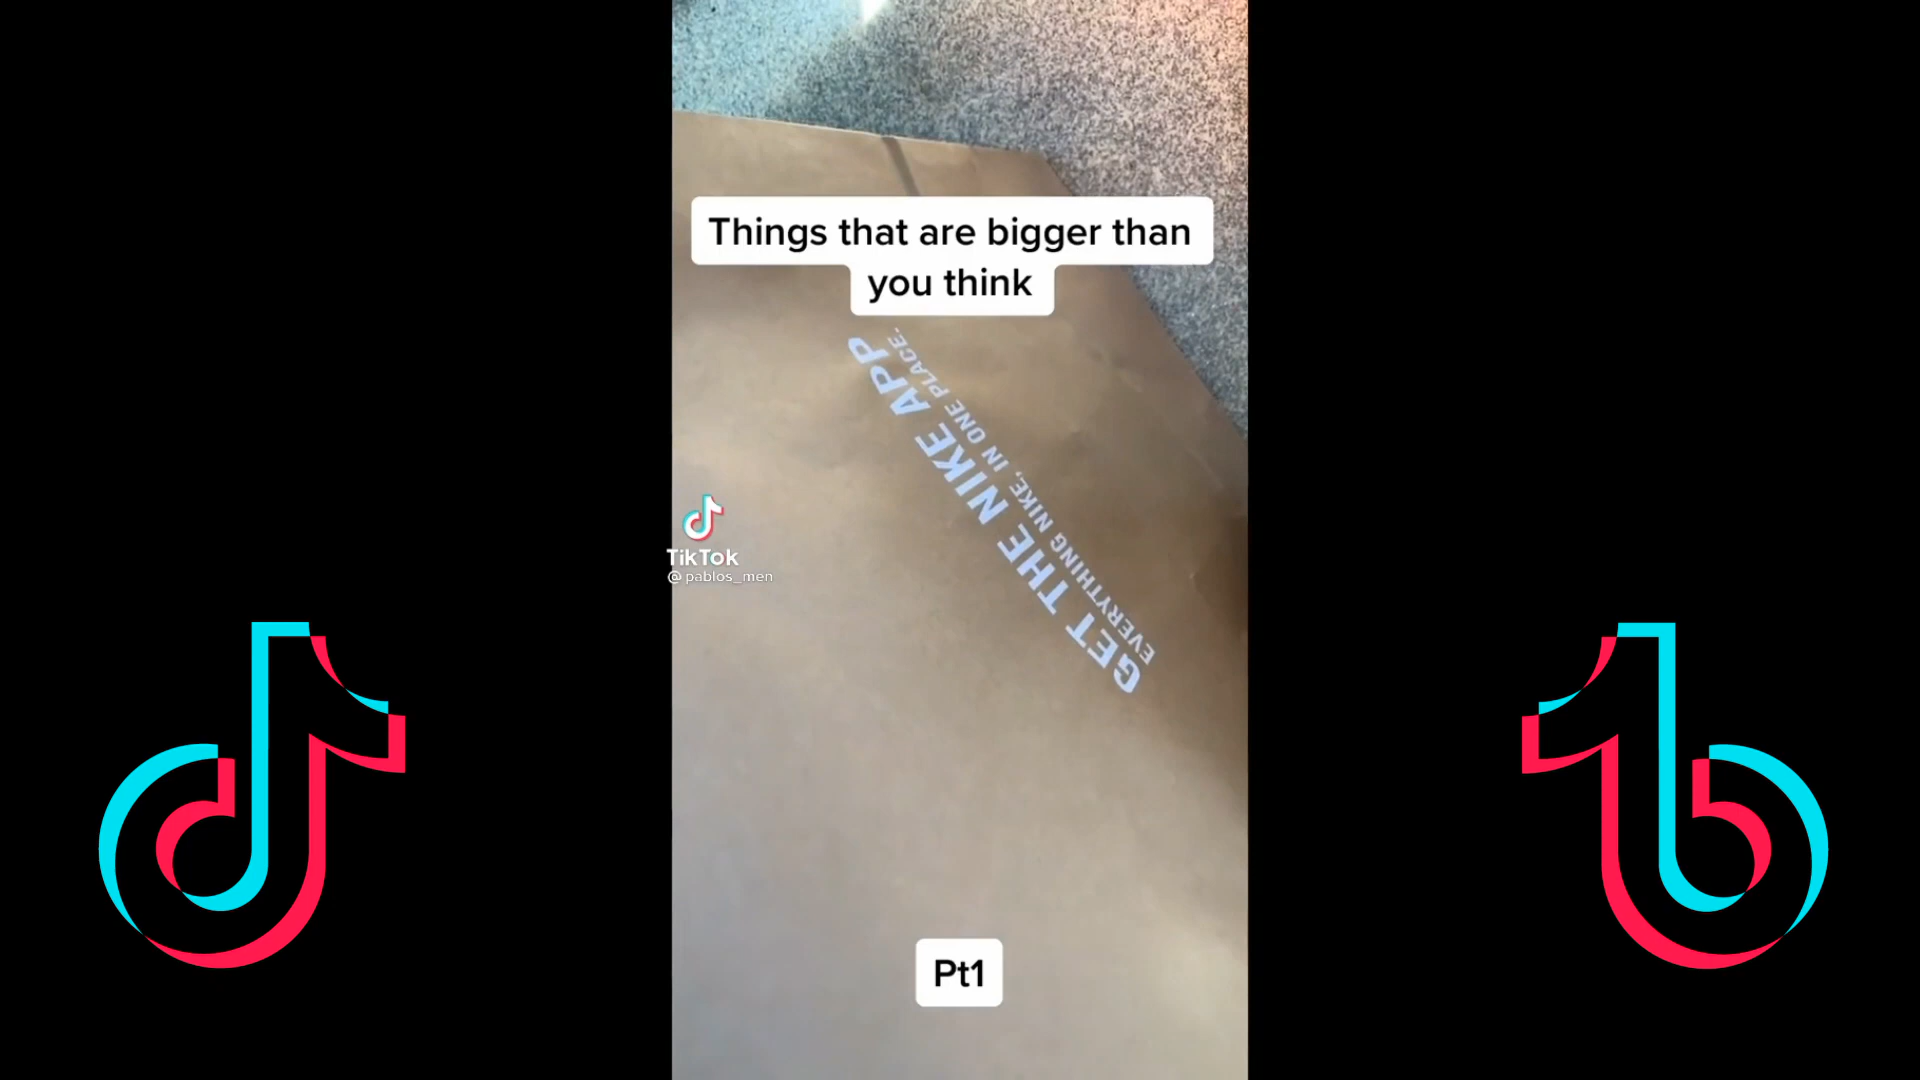 Things that are bigger than
you think
GET THE NIKE APP
EVERYTHING NIKE, IN ONE PLACE.
TikTok
@pablos_men
Pt1